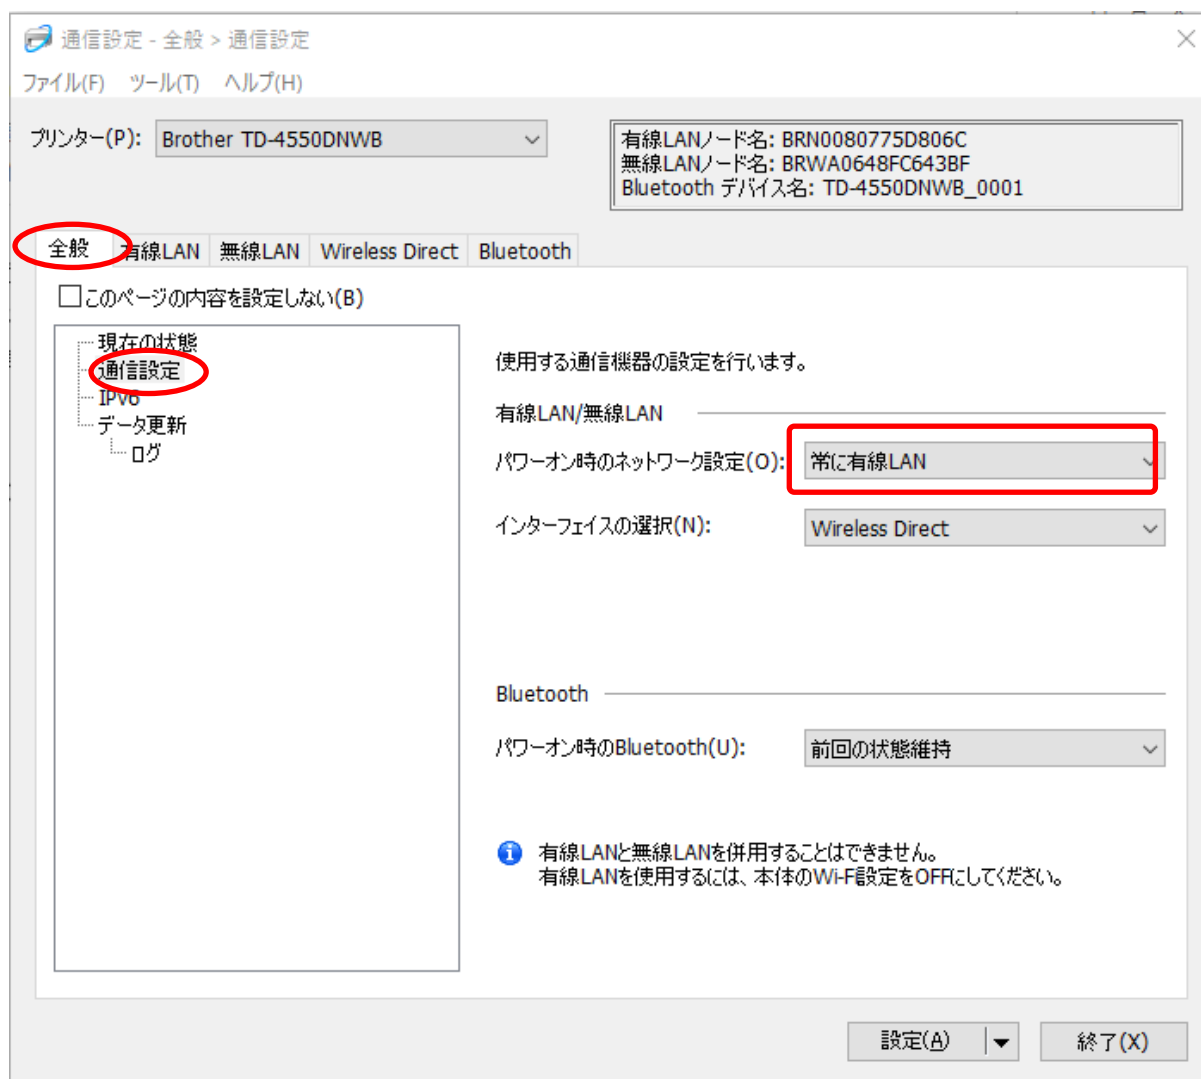 通信設定 - 全般 > 通信設定
ファイル(F) ツール(T) ヘルプ(H)
プリンター(P): Brother TD-4550DNWB
有線LANノード名: BRN0080775D806C
無線LANノード名: BRWA0648FC643BF
Bluetooth デバイス名: TD-4550DNWB_0001
全般 有線LAN 無線LAN Wireless Direct Bluetooth
このページの内容を設定しない(B)
現在の状態
通信設定
IPv6
データ更新
ログ
使用する通信機器の設定を行います。
有線LAN/無線LAN
パワーオン時のネットワーク設定(O): 常に有線LAN
インターフェイスの選択(N): Wireless Direct
Bluetooth
パワーオン時のBluetooth(U): 前回の状態維持
有線LANと無線LANを併用することはできません。
有線LANを使用するには、本体のWi-Fi設定をOFFにしてください。
設定(A) 終了(X)